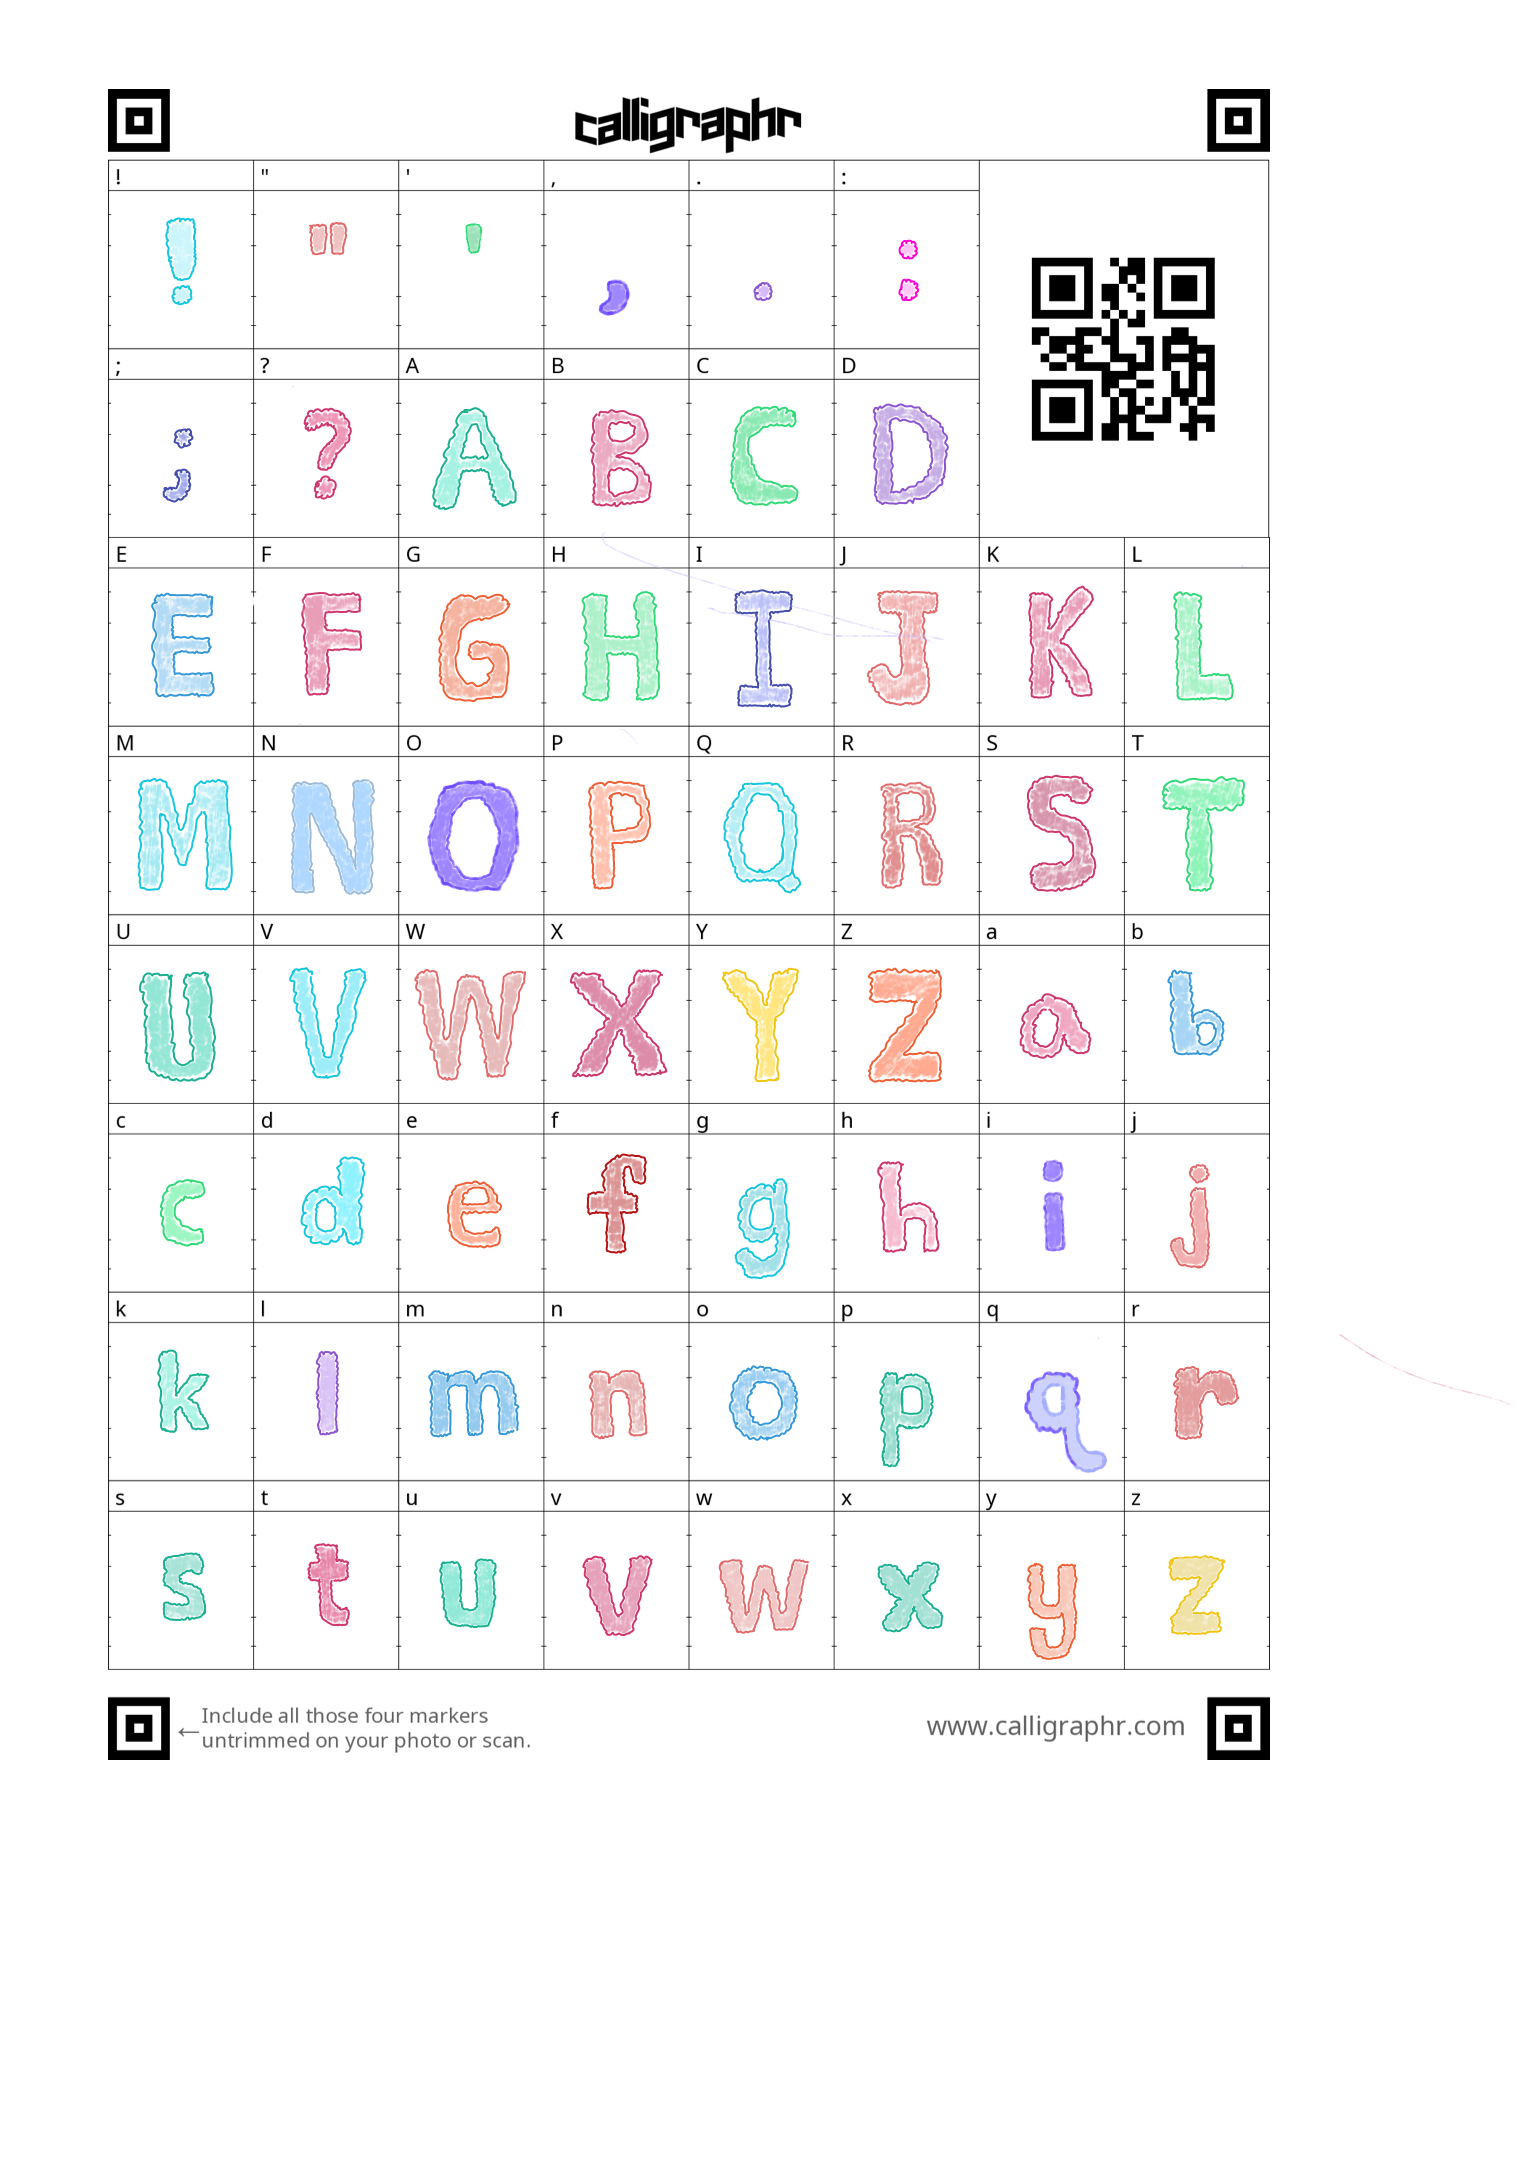 calligraphr
! " ' , . :
! " ' , . :
; ? A B C D
; ? A B C D
E F G H I J K L
E F G H I J K L
M N O P Q R S T
M N O P Q R S T
U V W X Y Z a b
U V W X Y Z a b
c d e f g h i j
c d e f g h i j
k l m n o p q r
k l m n o p q r
s t u v w x y z
s t u v w x y z
←Include all those four markers
untrimmed on your photo or scan.
www.calligraphr.com